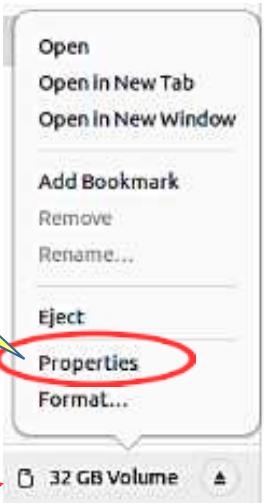 Open
Open in New Tab
Open in New Window
Add Bookmark
Remove
Rename...
Eject
Properties
Format...
32 GB Volume